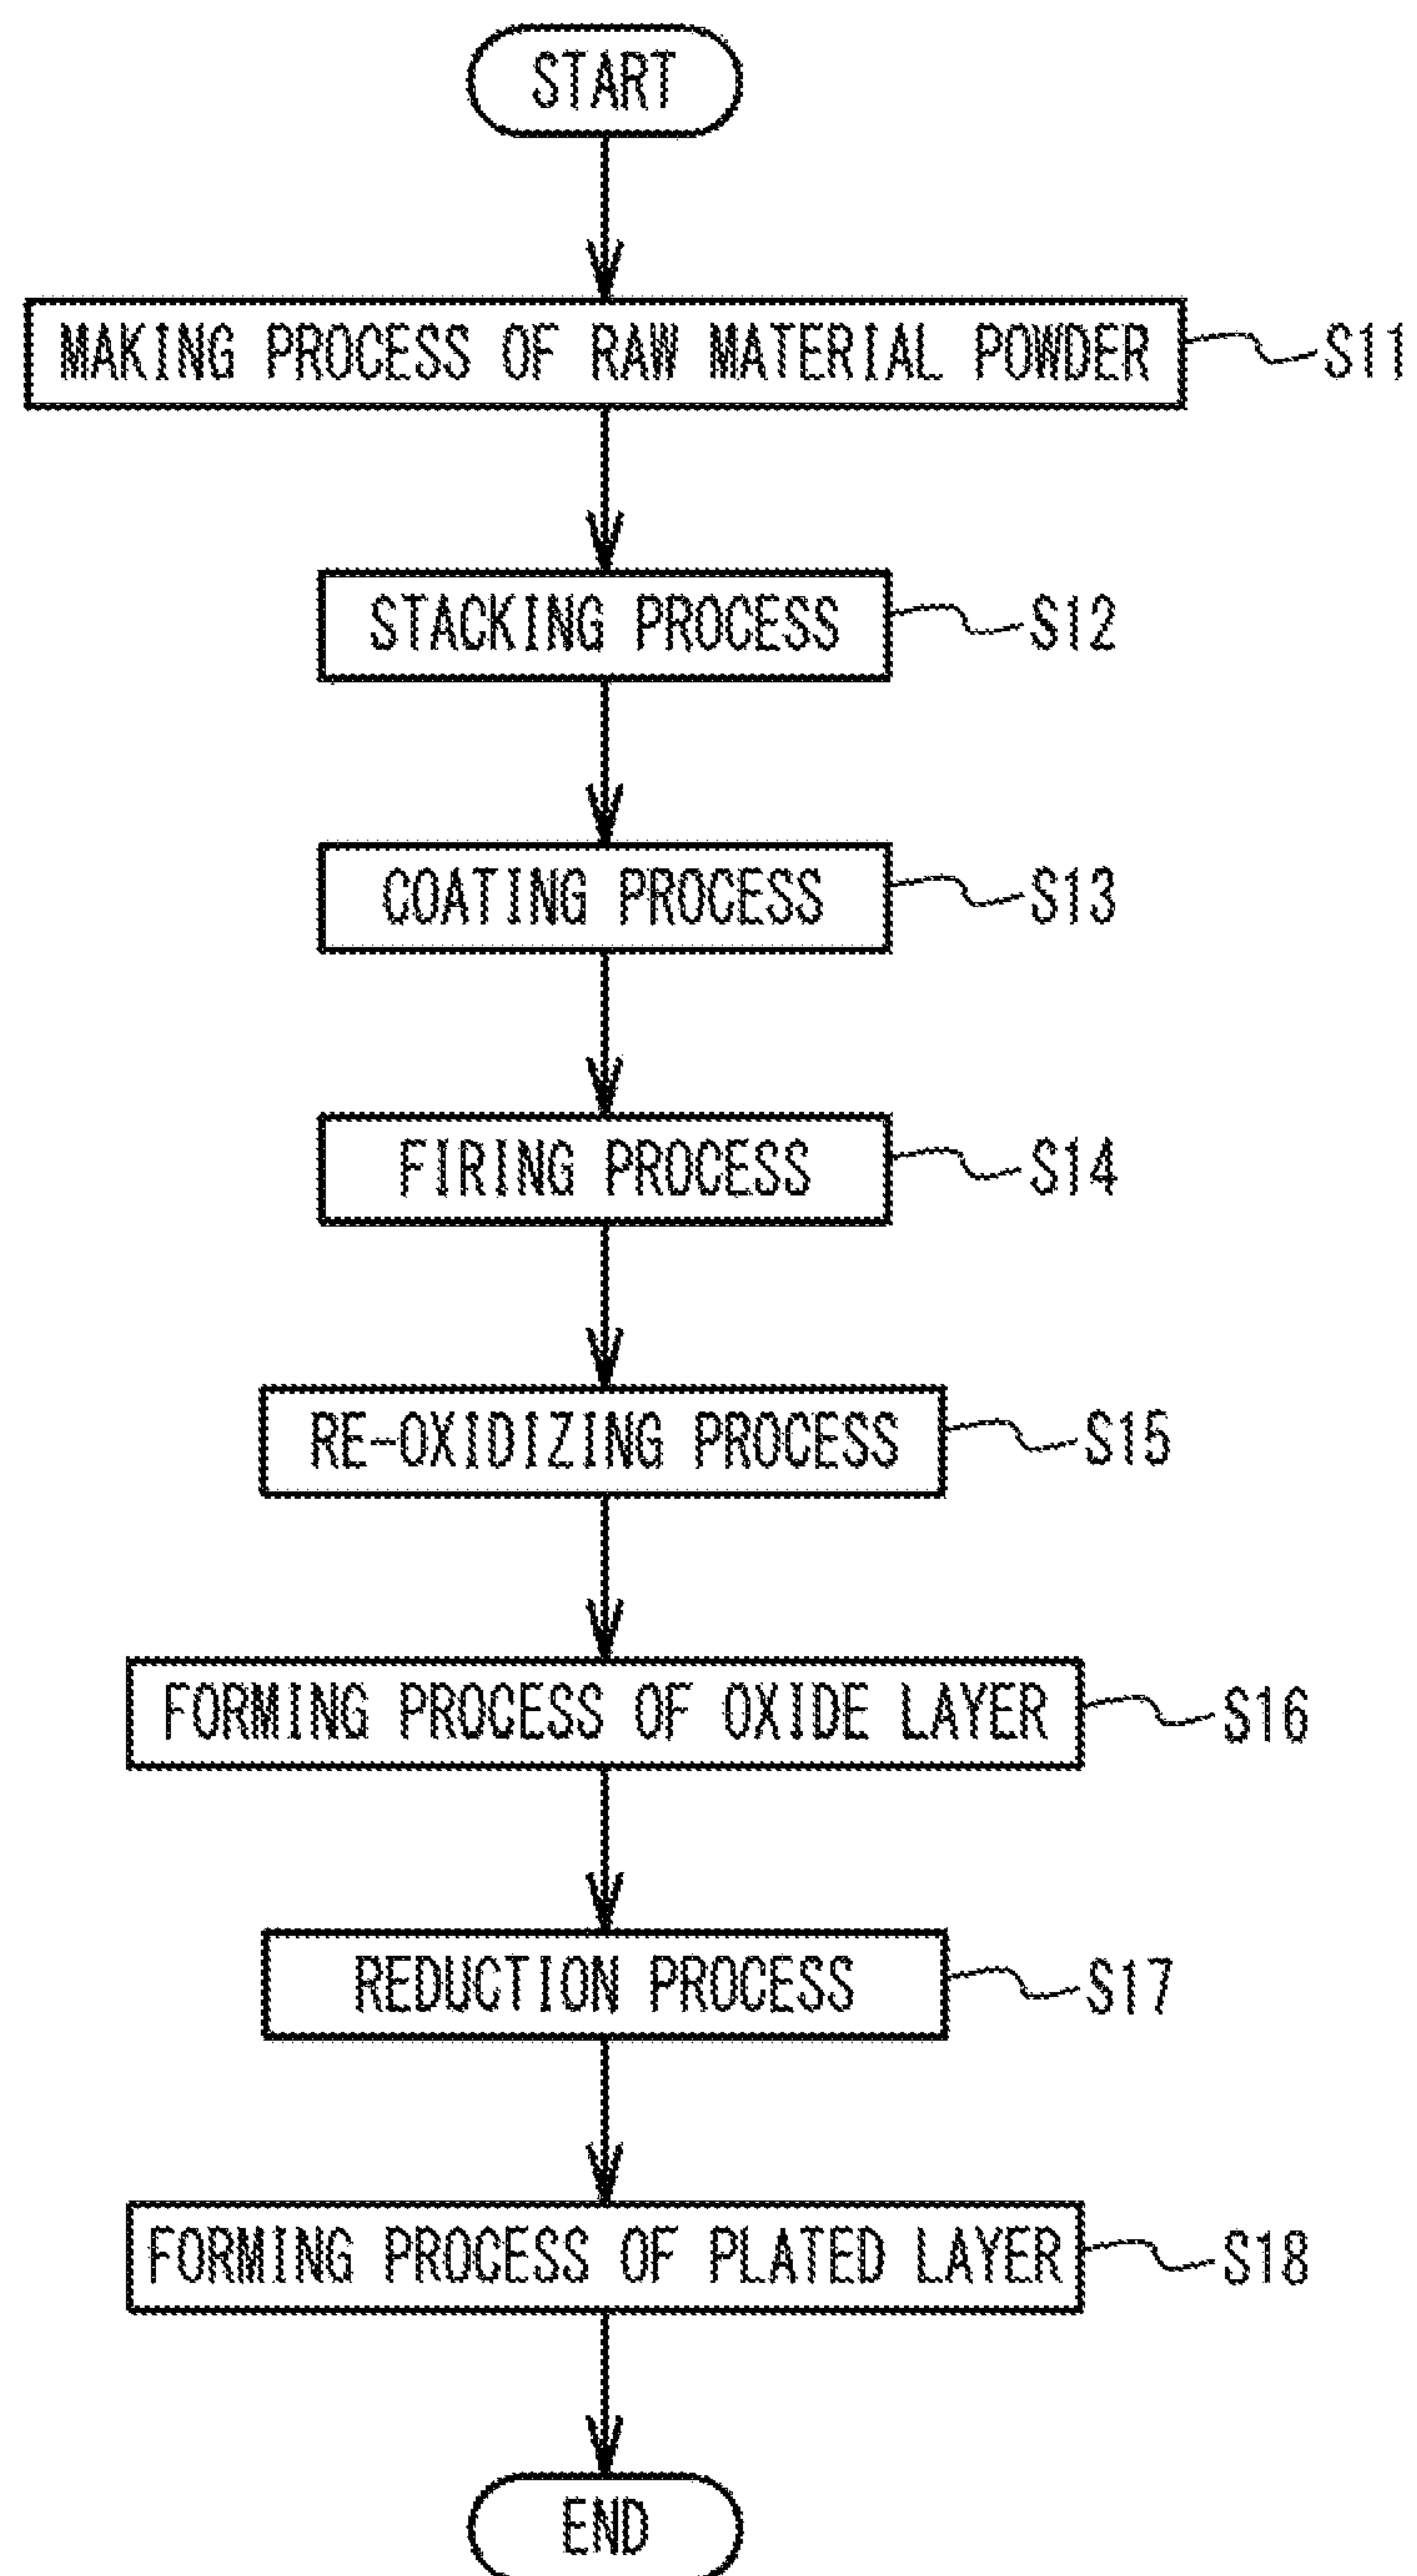 START
MAKING PROCESS OF RAW MATERIAL POWDER S11
STACKING PROCESS S12
COATING PROCESS S13
FIRING PROCESS S14
RE-OXIDIZING PROCESS S15
FORMING PROCESS OF OXIDE LAYER S16
REDUCTION PROCESS S17
FORMING PROCESS OF PLATED LAYER S18
END